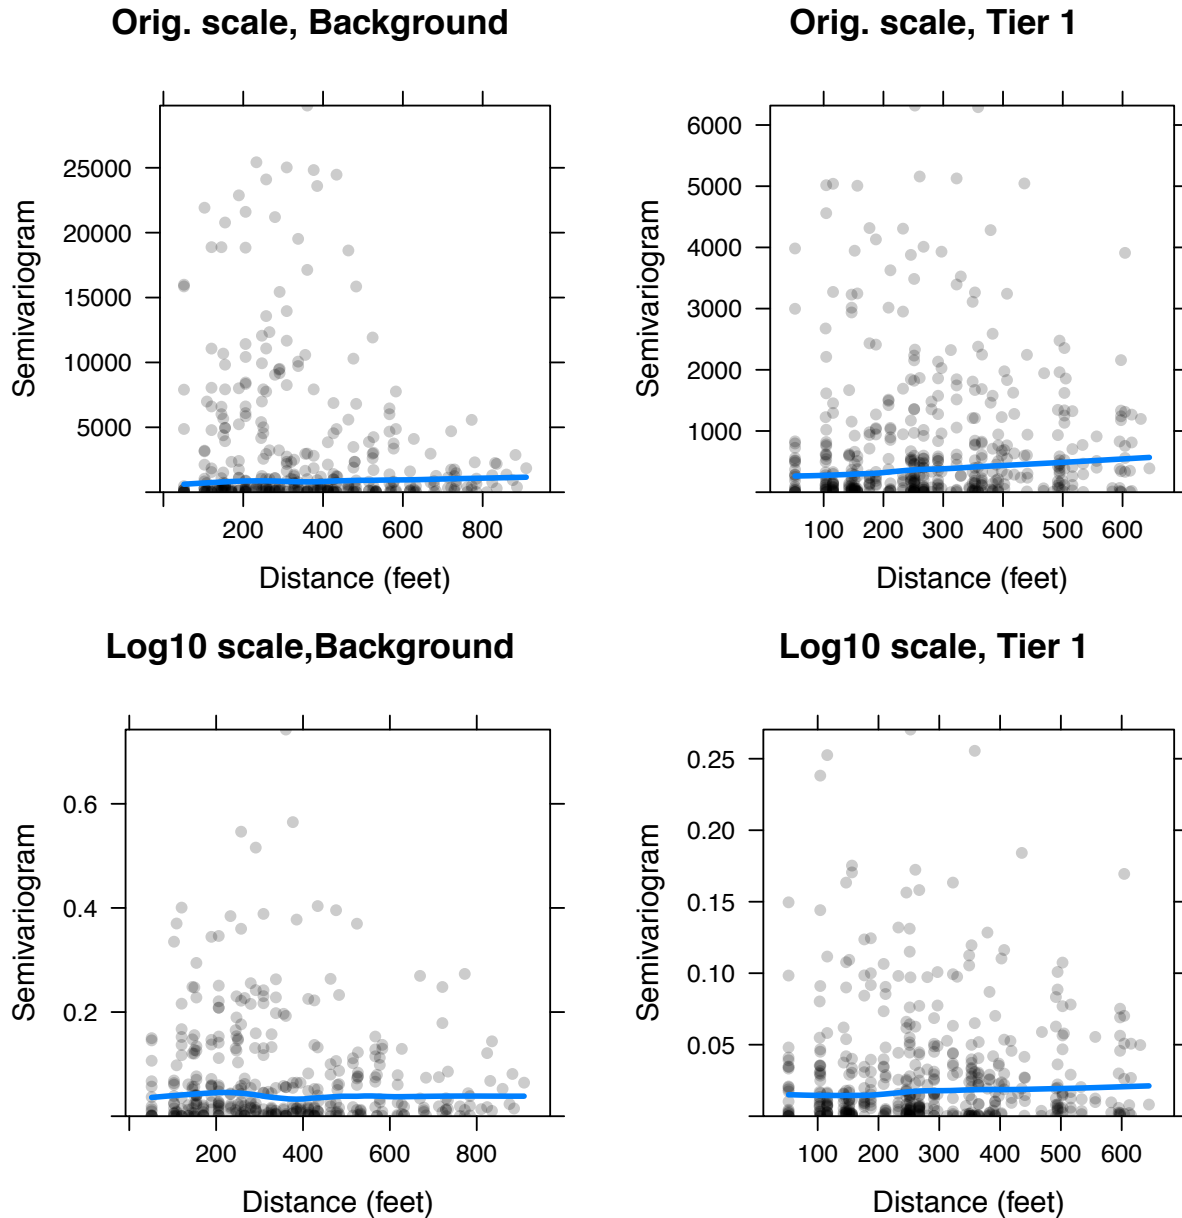 Orig. scale, Background
Semivariogram
25000
20000
15000
10000
5000
200 400 600 800
Distance (feet)
Orig. scale, Tier 1
Semivariogram
6000
5000
4000
3000
2000
1000
100 200 300 400 500 600
Distance (feet)
Log10 scale,Background
Semivariogram
0.6
0.4
0.2
200 400 600 800
Distance (feet)
Log10 scale, Tier 1
Semivariogram
0.25
0.20
0.15
0.10
0.05
100 200 300 400 500 600
Distance (feet)